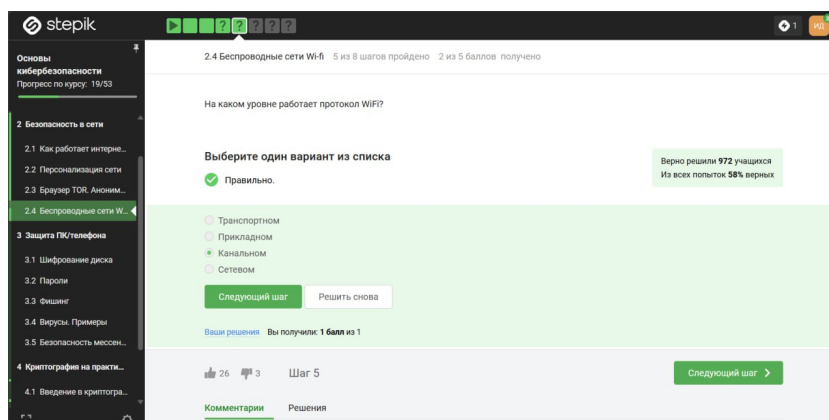 stepik
? ? ? ? ?
1
ИД
Основы
кибербезопасности
Прогресс по курсу: 19/53
2 Безопасность в сети
2.1 Как работает интерне...
2.2 Персонализация сети
2.3 Браузер TOR. Аноним...
2.4 Беспроводные сети W...
3 Защита ПК/телефона
3.1 Шифрование диска
3.2 Пароли
3.3 Фишинг
3.4 Вирусы. Примеры
3.5 Безопасность мессен...
4 Криптография на практи...
4.1 Введение в криптогра...
2.4 Беспроводные сети Wi-fi 5 из 8 шагов пройдено 2 из 5 баллов получено
На каком уровне работает протокол WiFi?
Выберите один вариант из списка
Правильно.
Верно решили 972 учащихся
Из всех попыток 58% верных
Транспортном
Прикладном
Канальном
Сетевом
Следующий шаг Решить снова
Ваши решения Вы получили: 1 балл из 1
26 3 Шаг 5
Следующий шаг
Комментарии Решения